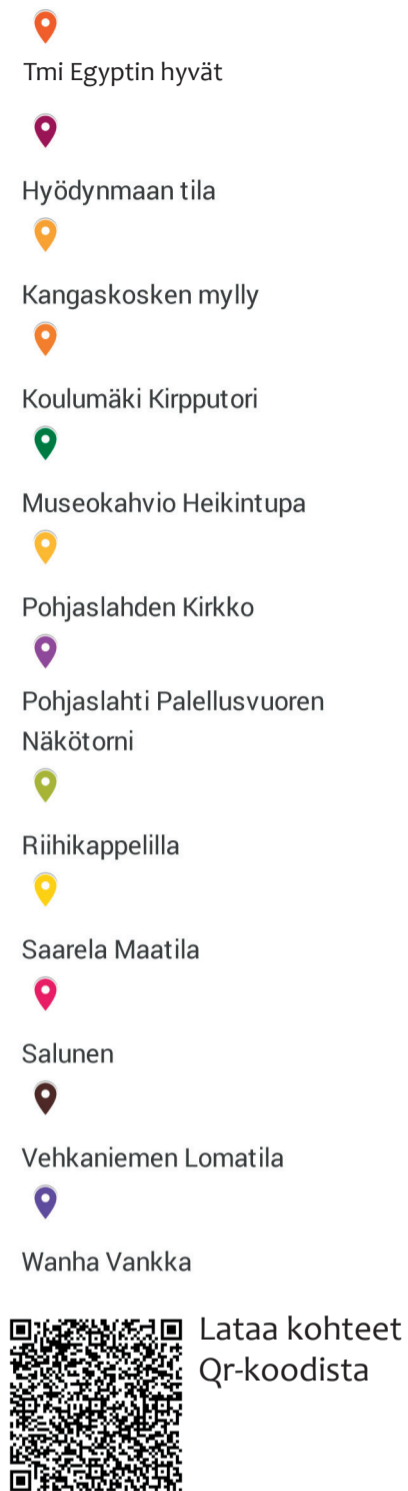 Tmi Egyptin hyvät
Hyödynmaan tila
Kangaskosken mylly
Koulumäki Kirpputori
Museokahvio Heikintupa
Pohjaslahden Kirkko
Pohjaslahti Palellusvuoren
Näkötorni
Riihikappelilla
Saarela Maatila
Salunen
Vehkaniemen Lomatila
Wanha Vankka
Lataa kohteet
Qr-koodista